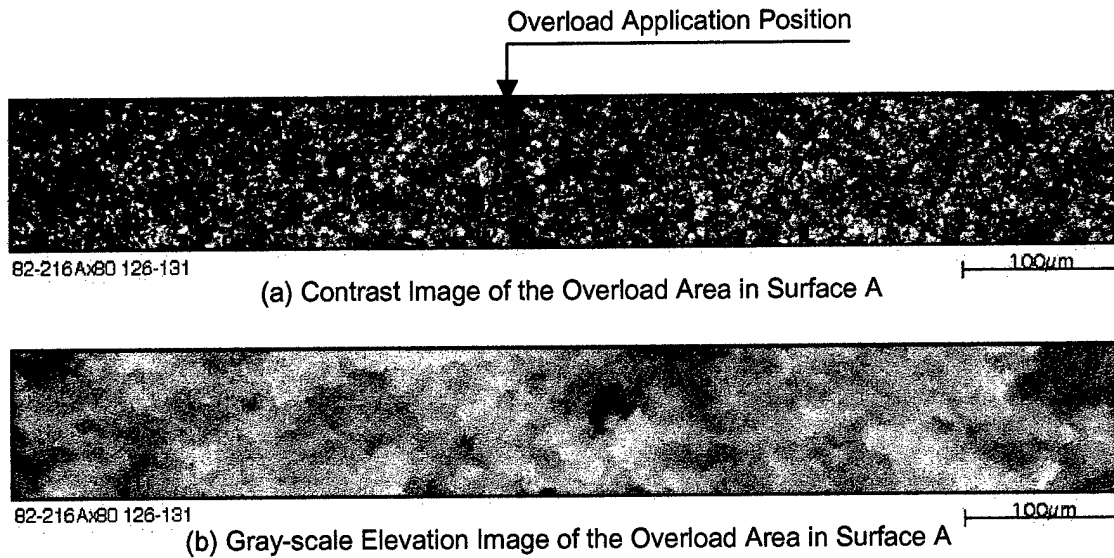 Overload Application Position
82-216Ax80 126-131
100µm
(a) Contrast Image of the Overload Area in Surface A
82-216Ax80 126-131
100µm
(b) Gray-scale Elevation Image of the Overload Area in Surface A